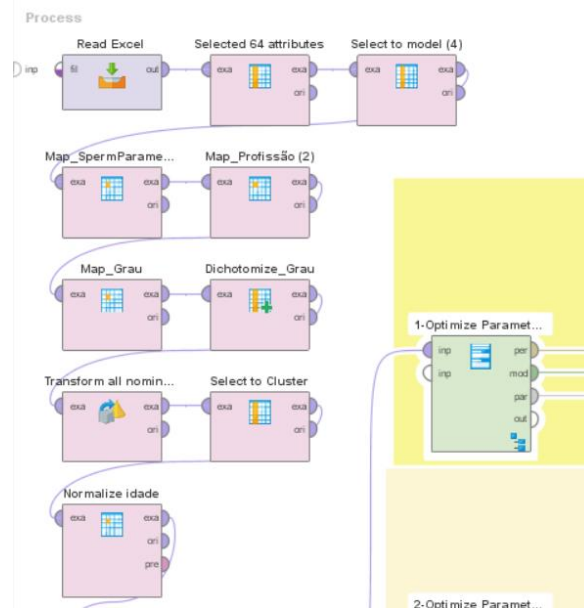 Process
Read Excel Selected 64 attributes Select to model (4)
inp fil out exa exa exa exa
ori ori
Map_SpermParame... Map_Profissão (2)
exa exa exa exa
ori ori
Map_Grau Dichotomize_Grau
exa exa exa exa
ori ori
1-Optimize Paramet...
inp per
inp mod
par
out
Transform all nomin... Select to Cluster
exa exa exa exa
ori ori
Normalize idade
exa exa
ori
pre
2-Optimize Paramet...